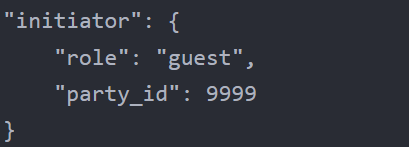 "initiator": {
    "role": "guest",
    "party_id": 9999
}